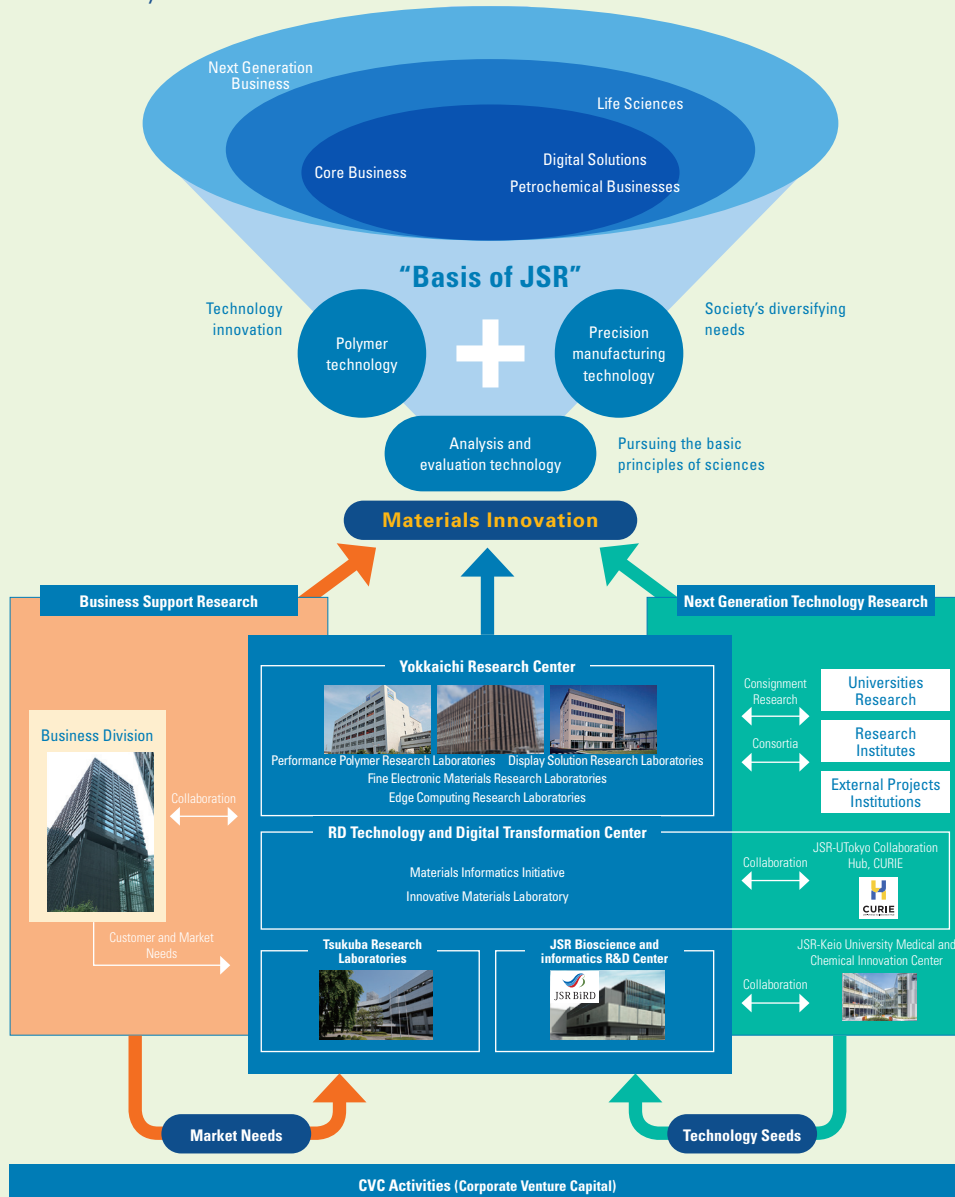 Next Generation
Business
Life Sciences
Core Business
Digital Solutions
Petrochemical Businesses
“Basis of JSR”
Technology
innovation
Polymer
technology
Precision
manufacturing
technology
Society’s diversifying
needs
Analysis and
evaluation technology
Pursuing the basic
principles of sciences
Materials Innovation
Business Support Research
Next Generation Technology Research
Business Division
Collaboration
Customer and Market
Needs
Yokkaichi Research Center
Performance Polymer Research Laboratories
Display Solution Research Laboratories
Fine Electronic Materials Research Laboratories
Edge Computing Research Laboratories
RD Technology and Digital Transformation Center
Materials Informatics Initiative
Innovative Materials Laboratory
Tsukuba Research
Laboratories
JSR Bioscience and
informatics R&D Center
JSR BiRD
Consignment
Research
Universities
Research
Consortia
Research
Institutes
External Projects
Institutions
Collaboration
JSR-UTokyo Collaboration
Hub, CURIE
CURIE
JSR-Keio University Medical and
Chemical Innovation Center
Collaboration
Market Needs
Technology Seeds
CVC Activities (Corporate Venture Capital)